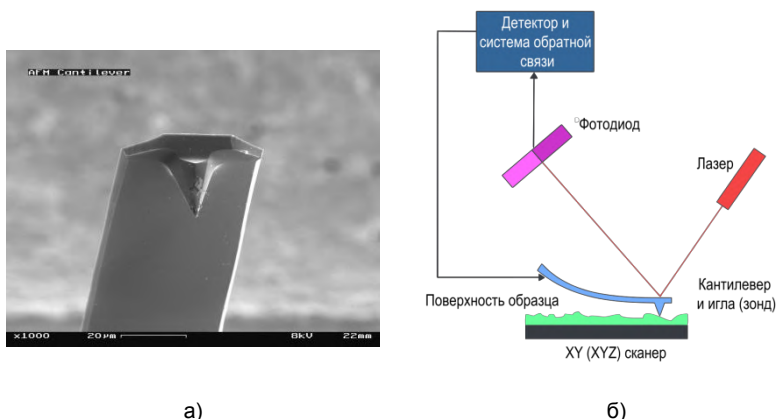 AFM Cantilever
x1000 20µm 8kV 22mm
а)
Детектор и
система обратной
связи
Фотодиод
Лазер
Кантилевер
и игла (зонд)
Поверхность образца
XY (XYZ) сканер
б)